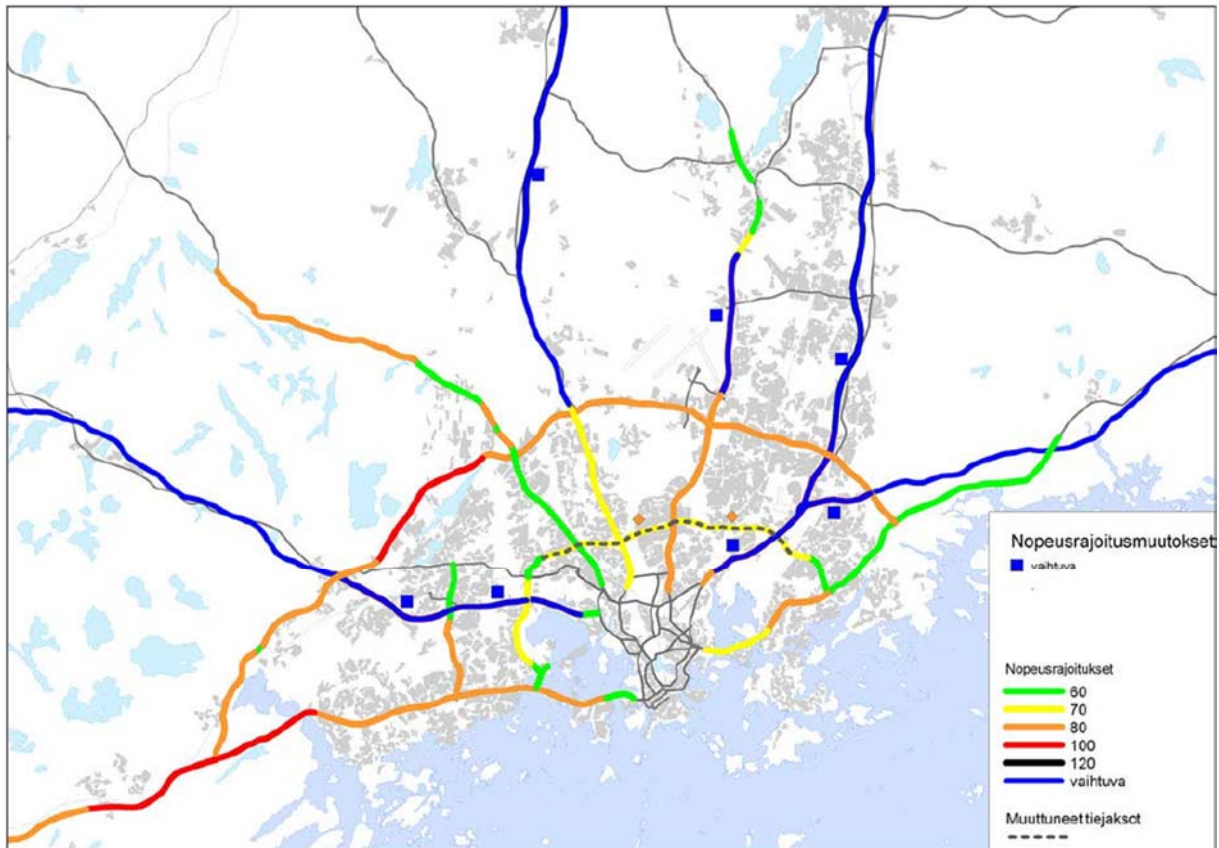 Nopeusrajoitusmuutokset
vaihtuva
Nopeusrajoitukset
60
70
80
100
120
vaihtuva
Muuttuneet tiejaksot